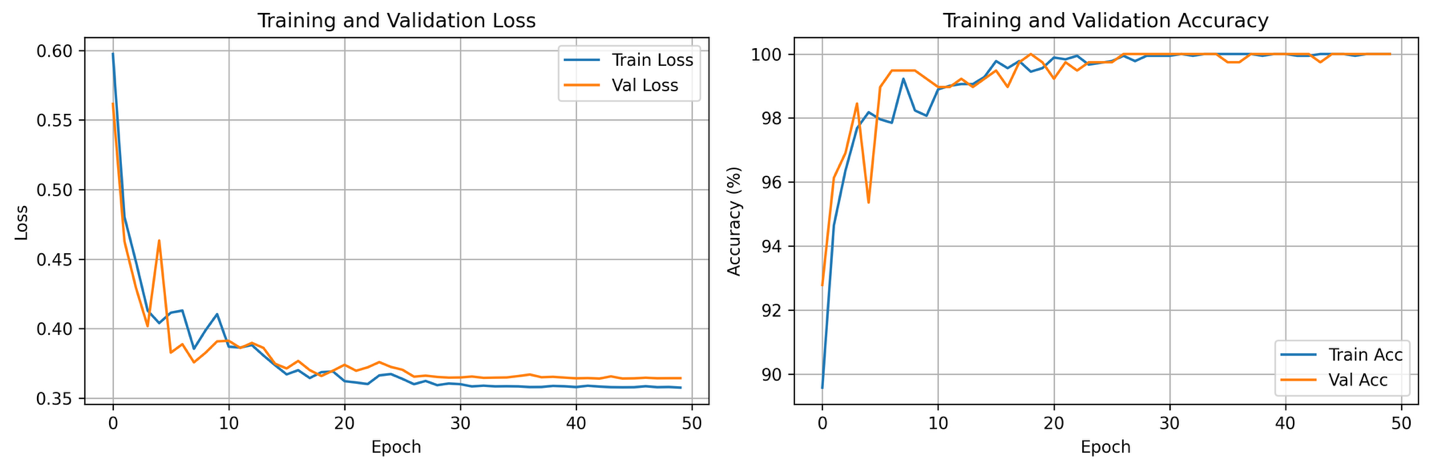 Training and Validation Loss
0.60
0.55
0.50
0.45
0.40
0.35
Loss
0
10
20
30
40
50
Epoch
Train Loss
Val Loss
Training and Validation Accuracy
100
98
96
94
92
90
Accuracy (%)
0
10
20
30
40
50
Epoch
Train Acc
Val Acc